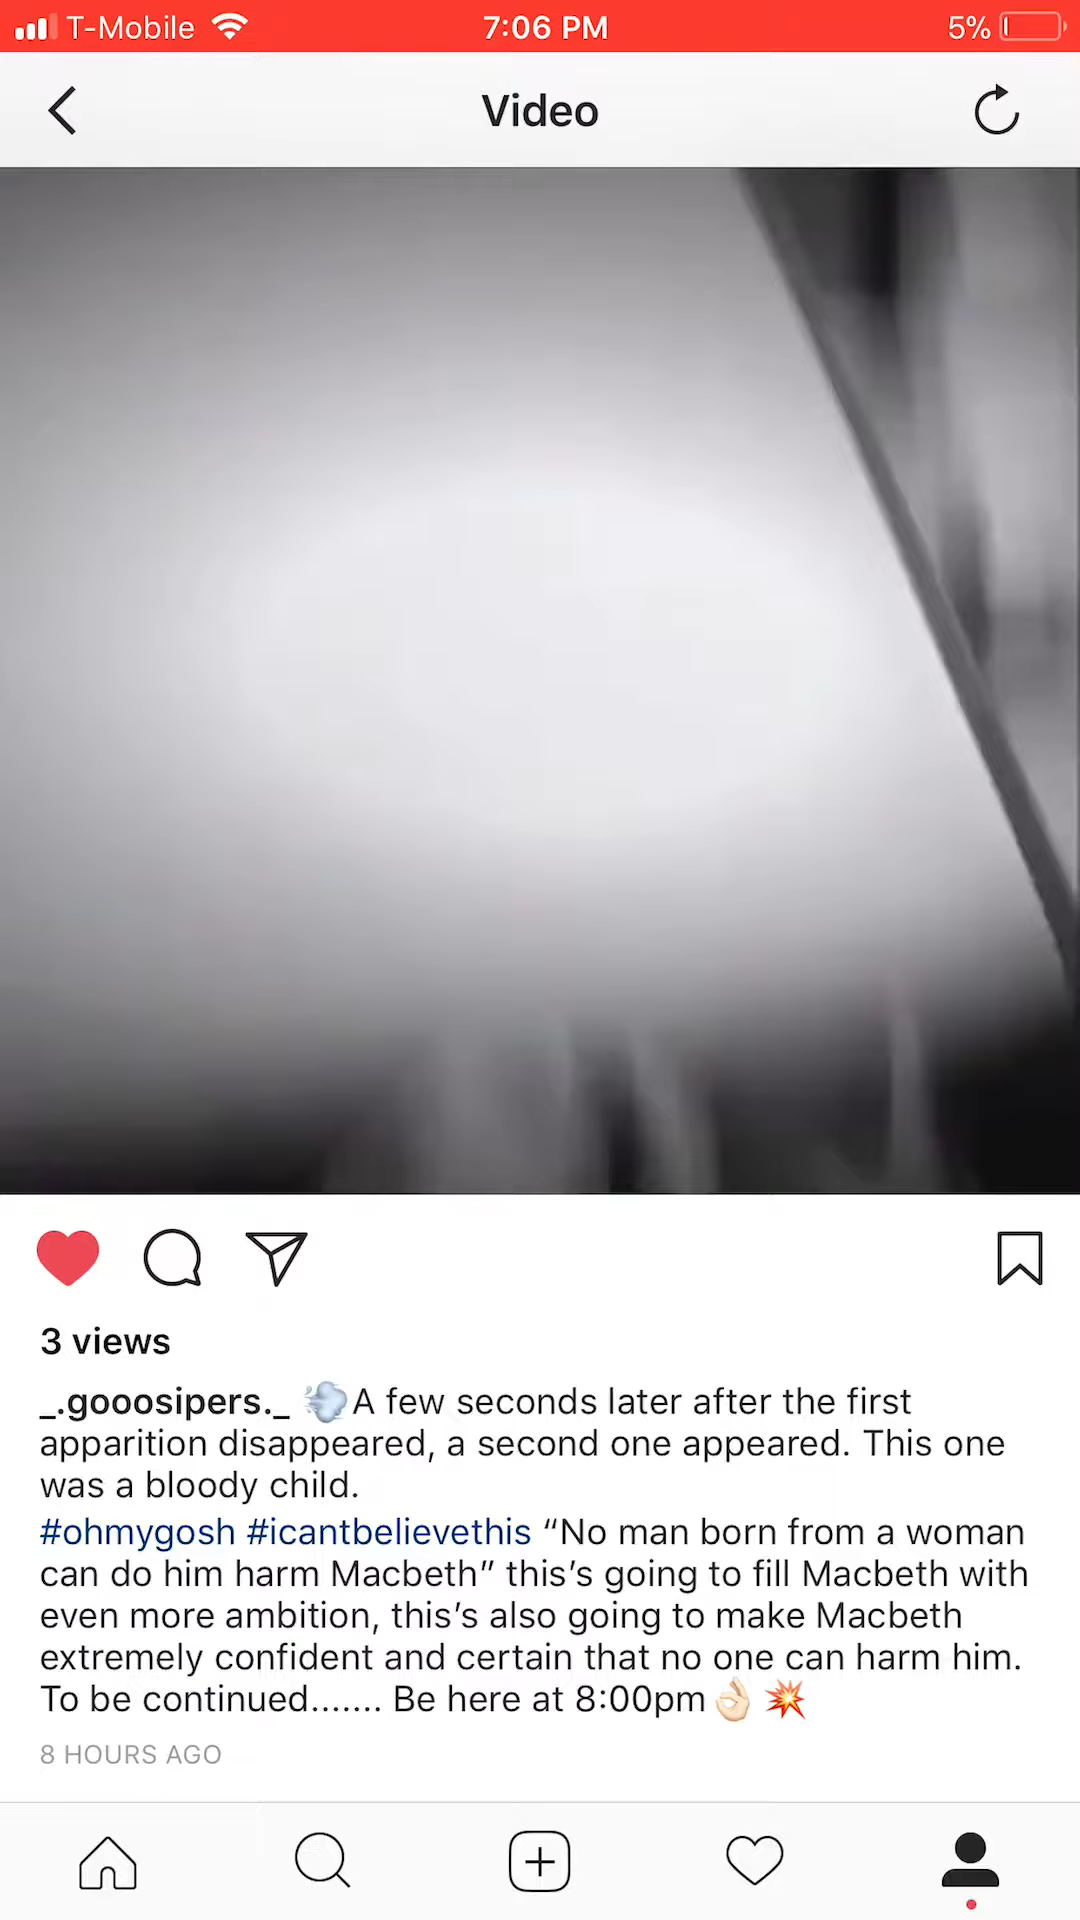 T-Mobile 7:06 PM 5%
Video
3 views
_.gooosipers._ 💨A few seconds later after the first
apparition disappeared, a second one appeared. This one
was a bloody child.
#ohmygosh #icantbelievethis “No man born from a woman
can do him harm Macbeth” this’s going to fill Macbeth with
even more ambition, this’s also going to make Macbeth
extremely confident and certain that no one can harm him.
To be continued....... Be here at 8:00pm👌🏻💥
8 HOURS AGO